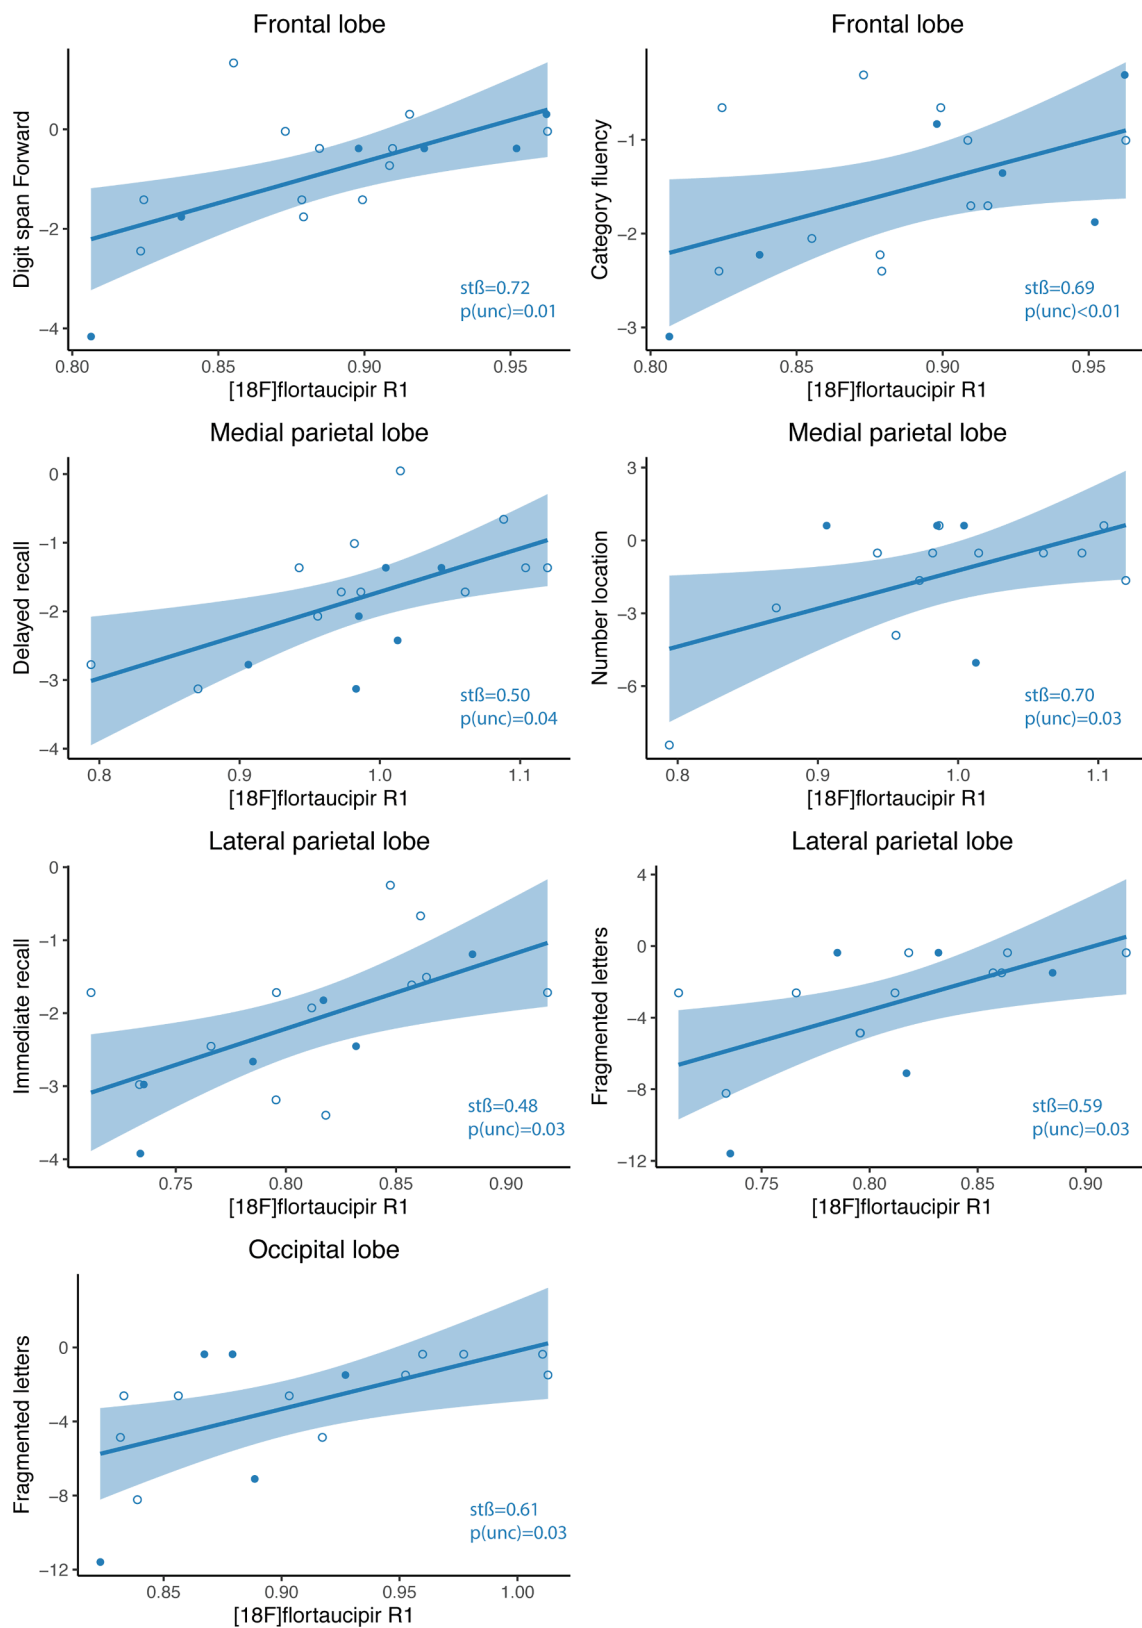 Frontal lobe
Digit span Forward
0
−2
−4
stß=0.72
p(unc)=0.01
0.80 0.85 0.90 0.95
[18F]flortaucipir R1
Frontal lobe
Category fluency
−1
−2
−3
stß=0.69
p(unc)<0.01
0.80 0.85 0.90 0.95
[18F]flortaucipir R1
Medial parietal lobe
Delayed recall
0
−1
−2
−3
−4
stß=0.50
p(unc)=0.04
0.8 0.9 1.0 1.1
[18F]flortaucipir R1
Medial parietal lobe
Number location
3
0
−3
−6
stß=0.70
p(unc)=0.03
0.8 0.9 1.0 1.1
[18F]flortaucipir R1
Lateral parietal lobe
Immediate recall
0
−1
−2
−3
−4
stß=0.48
p(unc)=0.03
0.75 0.80 0.85 0.90
[18F]flortaucipir R1
Lateral parietal lobe
Fragmented letters
4
0
−4
−8
−12
stß=0.59
p(unc)=0.03
0.75 0.80 0.85 0.90
[18F]flortaucipir R1
Occipital lobe
Fragmented letters
0
−4
−8
−12
stß=0.61
p(unc)=0.03
0.85 0.90 0.95 1.00
[18F]flortaucipir R1